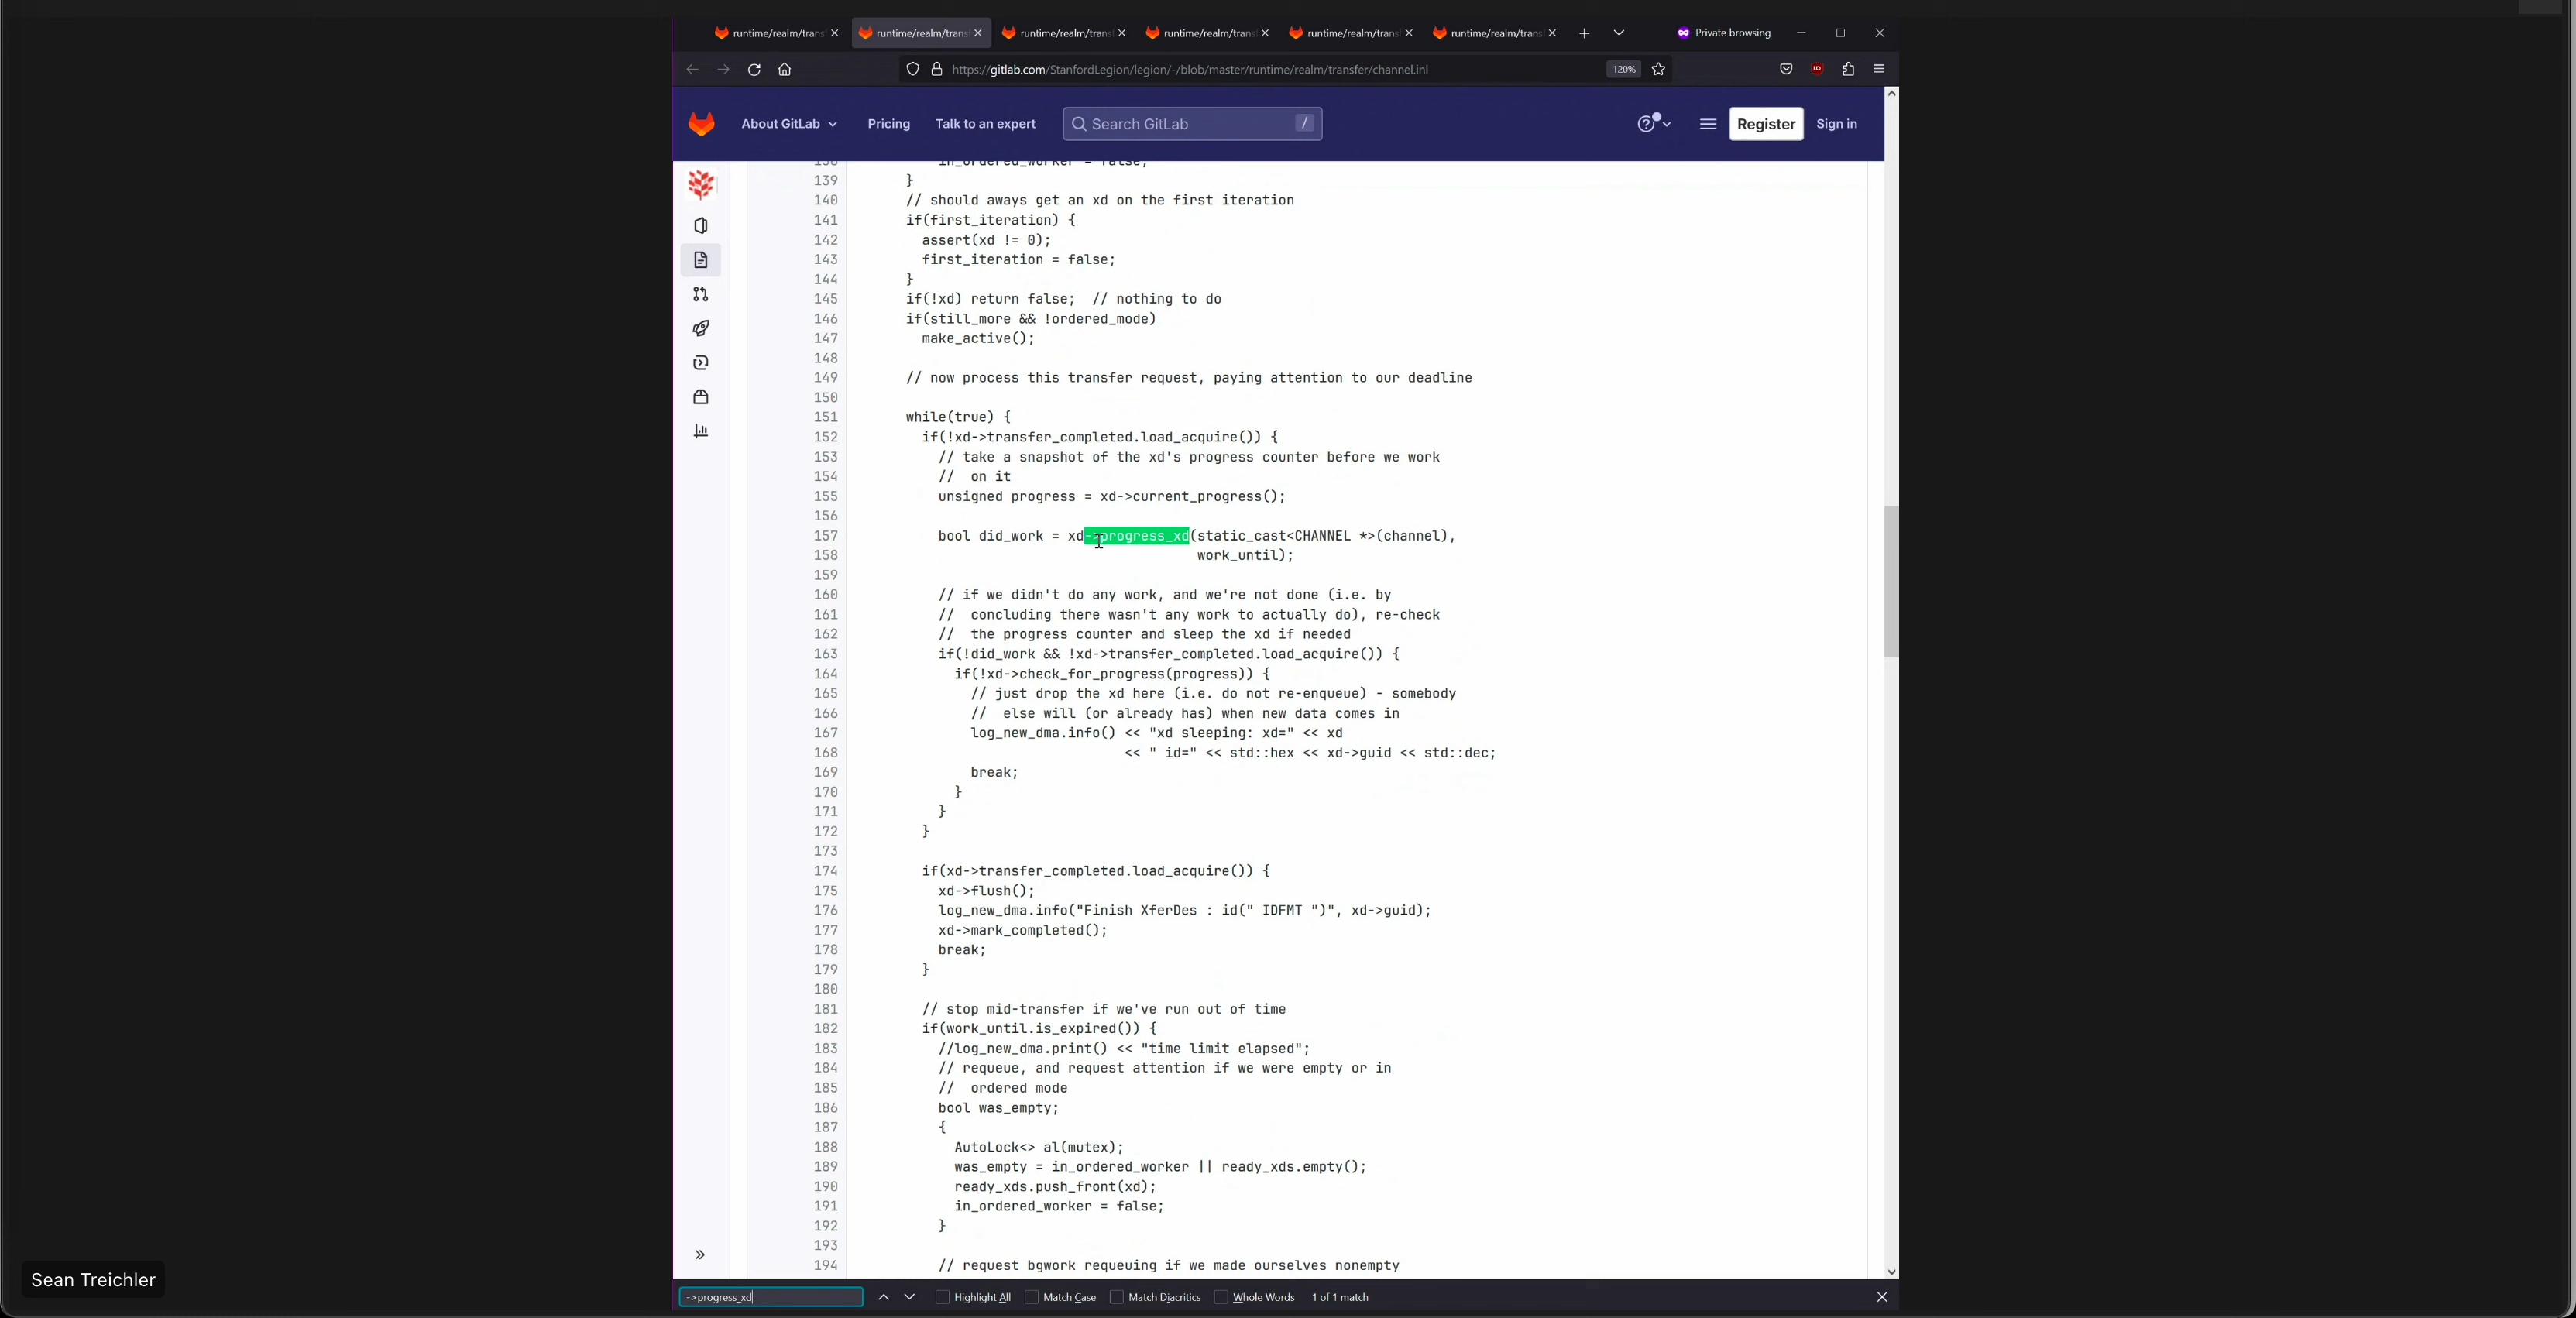 runtime/realm/trans
runtime/realm/trans
runtime/realm/transf
runtime/realm/trans
runtime/realm/trans
runtime/realm/trans
Private browsing
https://gitlab.com/StanfordLegion/legion/-/blob/master/runtime/realm/transfer/channel.inl
120%
About GitLab
Pricing
Talk to an expert
Search GitLab
/
Register
Sign in
139 }
140 // should aways get an xd on the first iteration
141 if(first_iteration) {
142 assert(xd != 0);
143 first_iteration = false;
144 }
145 if(!xd) return false;  // nothing to do
146 if(still_more && !ordered_mode)
147 make_active();
148
149 // now process this transfer request, paying attention to our deadline
150
151 while(true) {
152 if(!xd->transfer_completed.load_acquire()) {
153 // take a snapshot of the xd's progress counter before we work
154 //  on it
155 unsigned progress = xd->current_progress();
156
157 bool did_work = xd->progress_xd(static_cast<CHANNEL *>(channel),
158 work_until);
159
160 // if we didn't do any work, and we're not done (i.e. by
161 //  concluding there wasn't any work to actually do), re-check
162 //  the progress counter and sleep the xd if needed
163 if(!did_work && !xd->transfer_completed.load_acquire()) {
164 if(!xd->check_for_progress(progress)) {
165 // just drop the xd here (i.e. do not re-enqueue) - somebody
166 //  else will (or already has) when new data comes in
167 log_new_dma.info() << "xd sleeping: xd=" << xd
168 << " id=" << std::hex << xd->guid << std::dec;
169 break;
170 }
171 }
172 }
173
174 if(xd->transfer_completed.load_acquire()) {
175 xd->flush();
176 log_new_dma.info("Finish XferDes : id(" IDFMT ")", xd->guid);
177 xd->mark_completed();
178 break;
179 }
180
181 // stop mid-transfer if we've run out of time
182 if(work_until.is_expired()) {
183 //log_new_dma.print() << "time limit elapsed";
184 // requeue, and request attention if we were empty or in
185 //  ordered mode
186 bool was_empty;
187 {
188 AutoLock<> al(mutex);
189 was_empty = in_ordered_worker || ready_xds.empty();
190 ready_xds.push_front(xd);
191 in_ordered_worker = false;
192 }
193
194 // request bgwork requeuing if we made ourselves nonempty
Sean Treichler
->progress_xd
Highlight All
Match Case
Match Diacritics
Whole Words
1 of 1 match